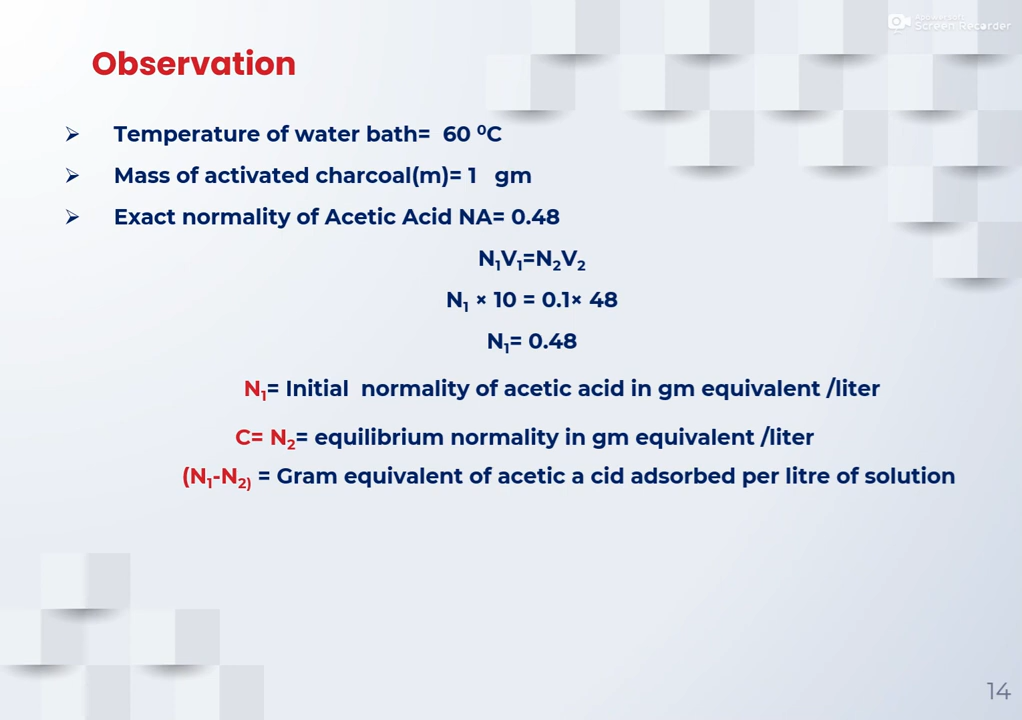 Apowersoft
Screen Recorder
Observation
➢ Temperature of water bath= 60 ⁰C
➢ Mass of activated charcoal(m)= 1 gm
➢ Exact normality of Acetic Acid NA= 0.48
N₁V₁=N₂V₂
N₁ × 10 = 0.1× 48
N₁= 0.48
N₁= Initial normality of acetic acid in gm equivalent /liter
C= N₂= equilibrium normality in gm equivalent /liter
(N₁-N₂₎ = Gram equivalent of acetic a cid adsorbed per litre of solution
14